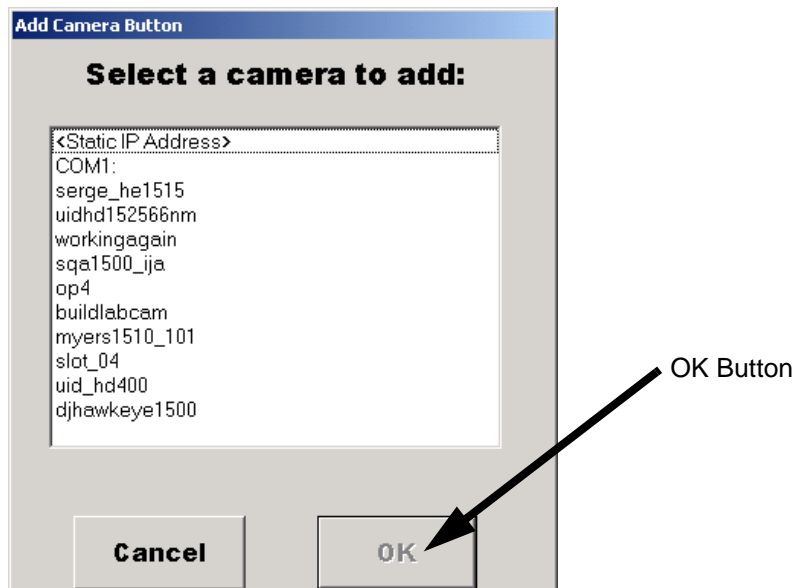 Add Camera Button
Select a camera to add:
<Static IP Address>
COM1:
serge_he1515
uidhd152566nm
workingagain
sqa1500_ija
op4
buildlabcam
myers1510_101
slot_04
uid_hd400
djhawkeye1500
OK Button
Cancel
OK